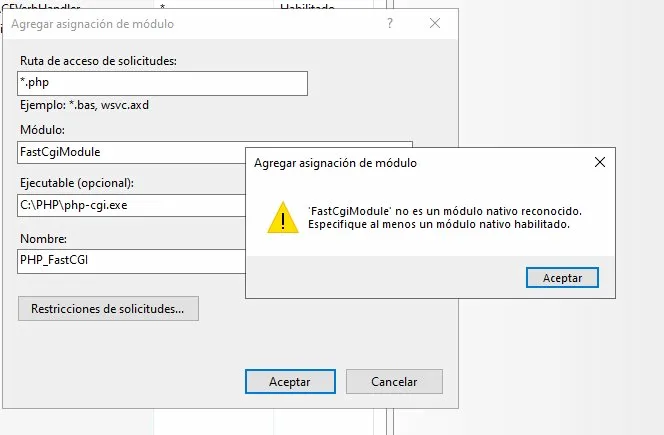 CGIVerbHandler
*
Habilitado
Agregar asignación de módulo
?
Ruta de acceso de solicitudes:
*.php
Ejemplo: *.bas, wsvc.axd
Módulo:
FastCgiModule
Ejecutable (opcional):
C:\PHP\php-cgi.exe
Nombre:
PHP_FastCGI
Restricciones de solicitudes...
Aceptar
Cancelar
Agregar asignación de módulo
'FastCgiModule' no es un módulo nativo reconocido.
Especifique al menos un módulo nativo habilitado.
Aceptar